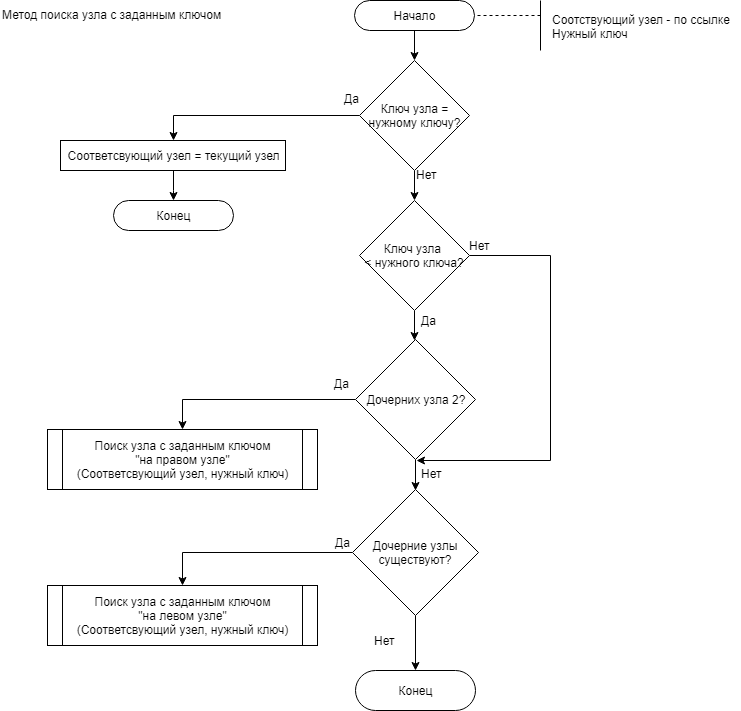 Метод поиска узла с заданным ключом
Начало
Соотствующий узел - по ссылке
Нужный ключ
Да
Ключ узла =
нужному ключу?
Соответсвующий узел = текущий узел
Нет
Конец
Ключ узла
< нужного ключа?
Нет
Да
Да
Дочерних узла 2?
Поиск узла с заданным ключом
"на правом узле"
(Соответсвующий узел, нужный ключ)
Нет
Да
Дочерние узлы
существуют?
Поиск узла с заданным ключом
"на левом узле"
(Соответсвующий узел, нужный ключ)
Нет
Конец